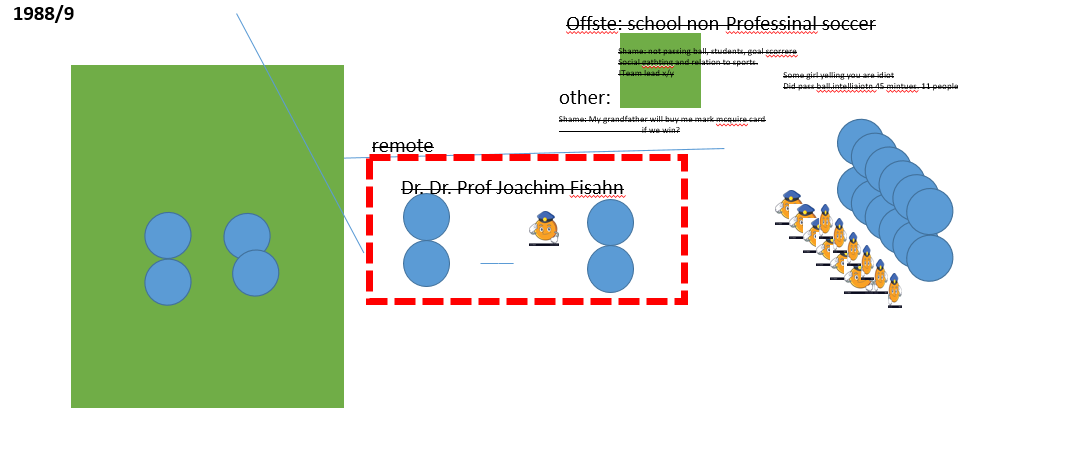 1988/9
Offste: school non Professinal soccer
Shame: not passing ball, students, goal scorrere
Social gathting and relation to sports.
!Team lead x/y
Some girl yelling you are idiot
Did pass ball.intelliaiotn 45 mintues, 11 people
other:
Shame: My grandfather will buy me mark mcquire card
if we win?
remote
Dr. Dr. Prof Joachim Fisahn